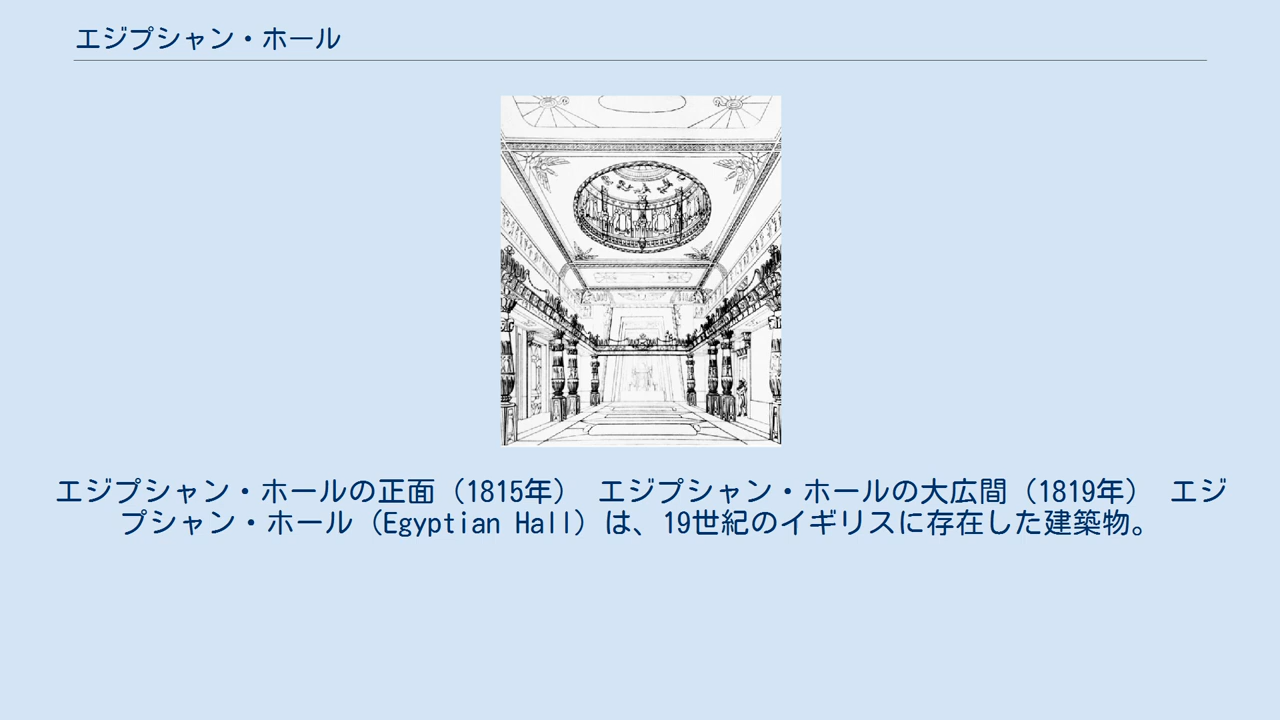 エジプシャン・ホール
エジプシャン・ホールの正面（1815年） エジプシャン・ホールの大広間（1819年） エジ
プシャン・ホール（Egyptian Hall）は、19世紀のイギリスに存在した建築物。